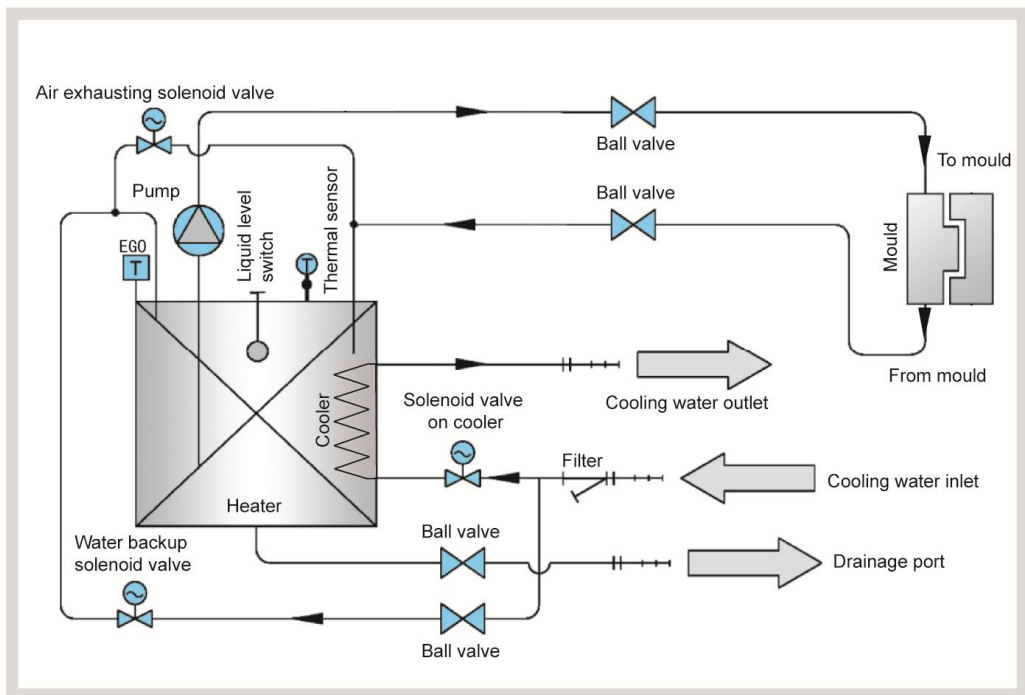 Air exhausting solenoid valve
Ball valve
To mould
Pump
Ball valve
EGO
T
Liquid level
switch
T
Thermal sensor
Mould
From mould
Cooling water outlet
Solenoid valve
on cooler
Cooler
Filter
Cooling water inlet
Heater
Ball valve
Water backup
solenoid valve
Drainage port
Ball valve